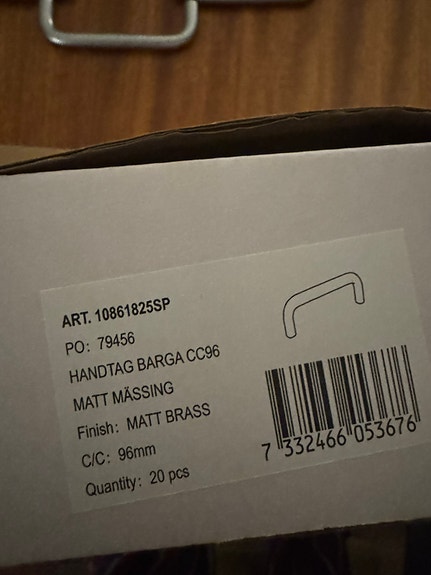 ART. 10861825SP
PO: 79456
HANDTAG BARGA CC96
MATT MÄSSING
Finish: MATT BRASS
C/C: 96mm
Quantity: 20 pcs
7 332466 053676